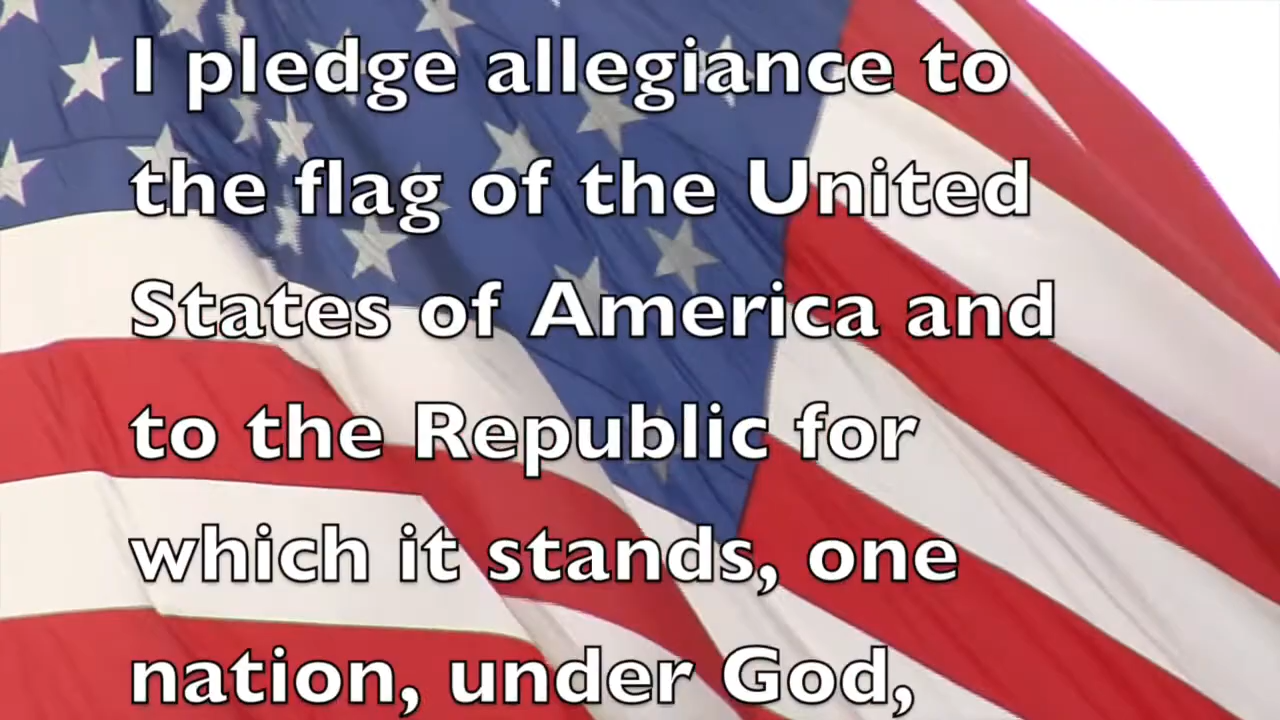 I pledge allegiance to
the flag of the United
States of America and
to the Republic for
which it stands, one
nation, under God,